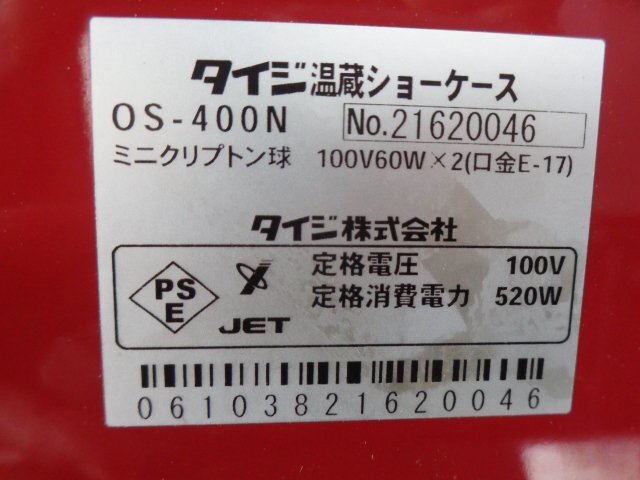 タイジ温蔵ショーケース
OS-400N No.21620046
ミニクリプトン球 100V60W×2(口金E-17)
タイジ株式会社
PS
E
JET
定格電圧 100V
定格消費電力 520W
06103821620046